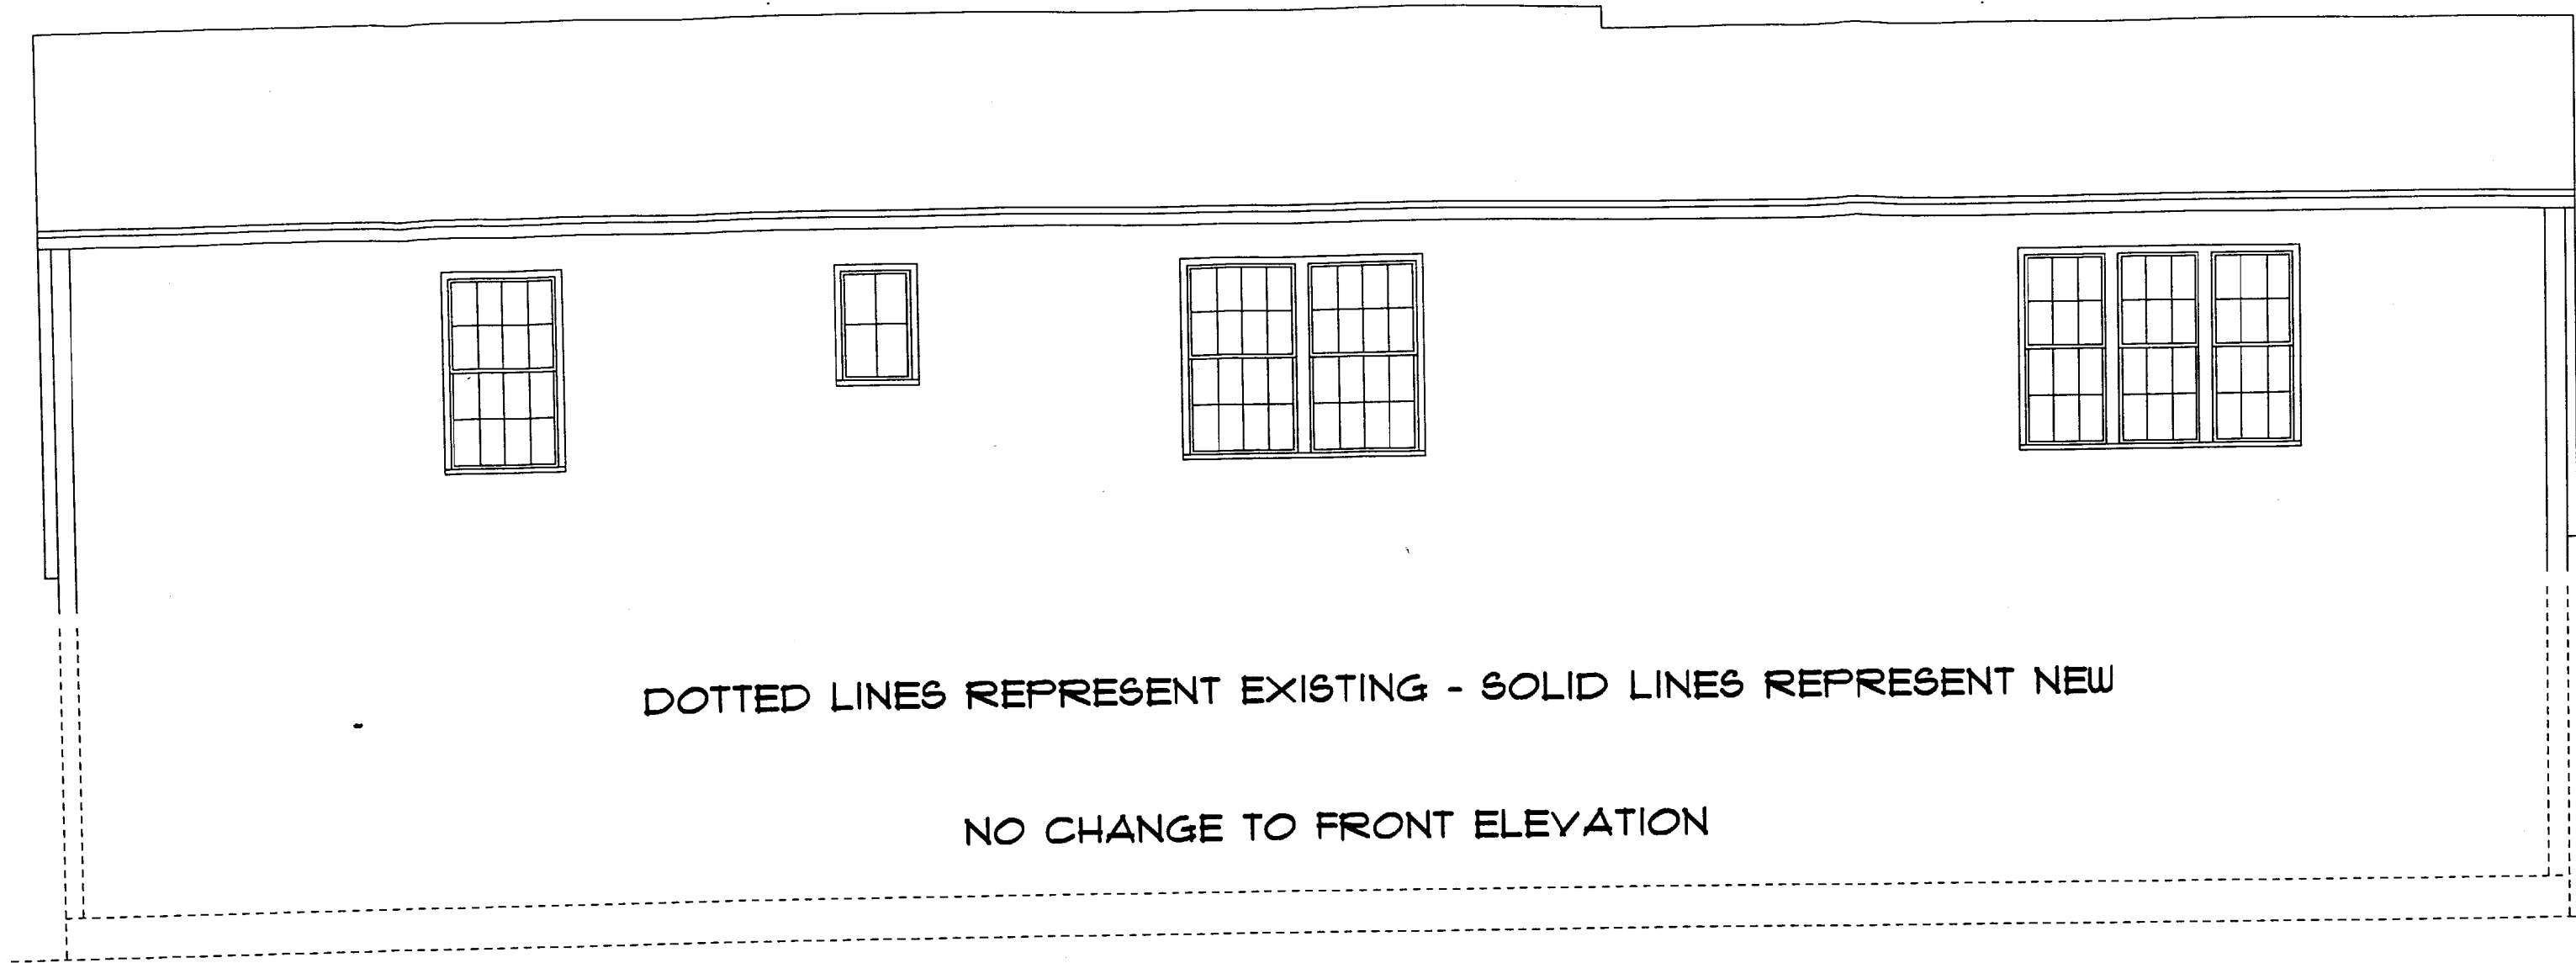 DOTTED LINES REPRESENT EXISTING - SOLID LINES REPRESENT NEW
NO CHANGE TO FRONT ELEVATION